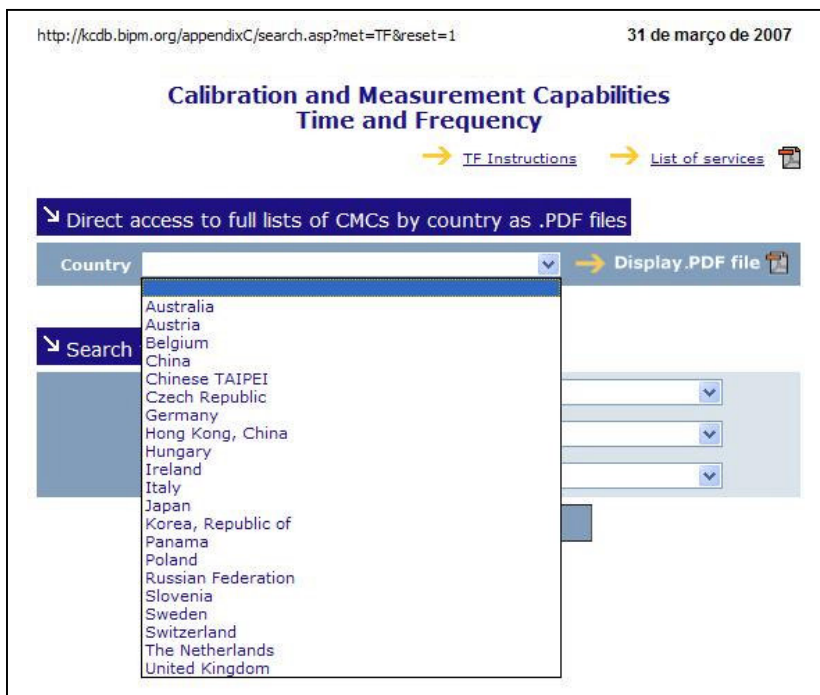 http://kcdb.bipm.org/appendixC/search.asp?met=TF&reset=1 31 de março de 2007
Calibration and Measurement Capabilities
Time and Frequency
TF Instructions List of services
Direct access to full lists of CMCs by country as .PDF files
Country Display.PDF file
Australia
Austria
Belgium
Search
China
Chinese TAIPEI
Czech Republic
Germany
Hong Kong, China
Hungary
Ireland
Italy
Japan
Korea, Republic of
Panama
Poland
Russian Federation
Slovenia
Sweden
Switzerland
The Netherlands
United Kingdom